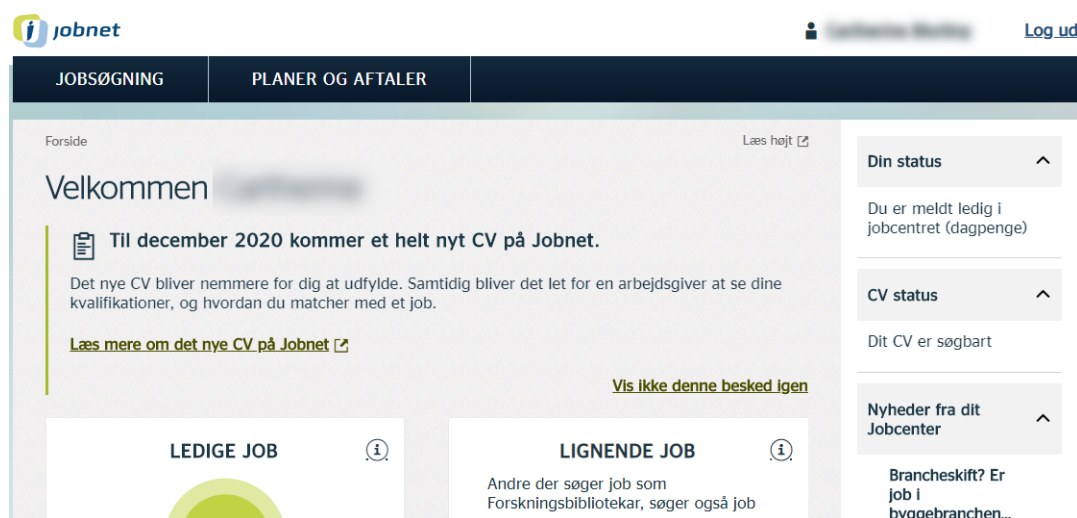 jobnet
Log ud
JOBSØGNING
PLANER OG AFTALER
Forside
Læs højt
Velkommen
Til december 2020 kommer et helt nyt CV på Jobnet.
Det nye CV bliver nemmere for dig at udfylde. Samtidig bliver det let for en arbejdsgiver at se dine
kvalifikationer, og hvordan du matcher med et job.
Læs mere om det nye CV på Jobnet
Vis ikke denne besked igen
LEDIGE JOB
LIGNENDE JOB
Andre der søger job som
Forskningsbibliotekar, søger også job
Din status
Du er meldt ledig i
jobcentret (dagpenge)
CV status
Dit CV er søgbart
Nyheder fra dit
Jobcenter
Brancheskift? Er
job i
byggebranchen...